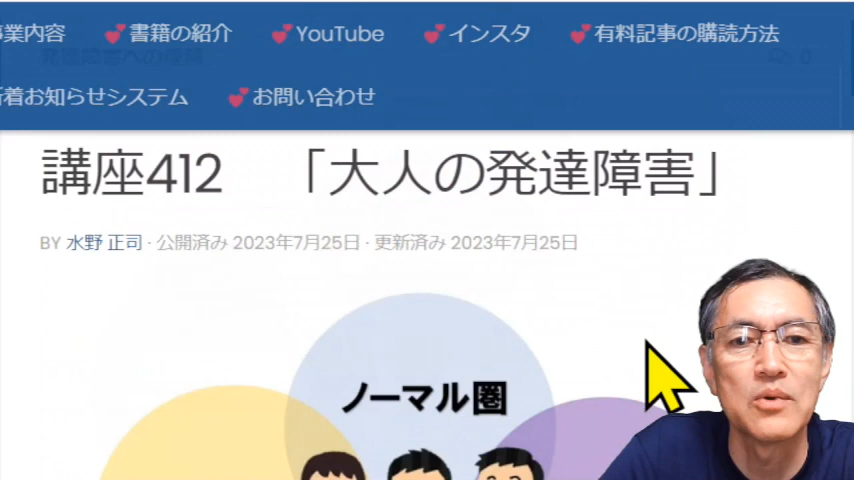 業内容 💕書籍の紹介 💕YouTube 💕インスタ 💕有料記事の購読方法
着お知らせシステム 💕お問い合わせ
講座412 「大人の発達障害」
BY 水野 正司 · 公開済み 2023年7月25日 · 更新済み 2023年7月25日
ノーマル圏